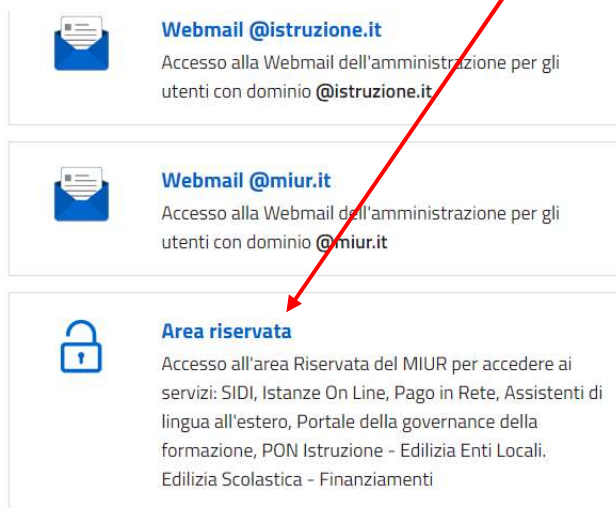 Webmail @istruzione.it
Accesso alla Webmail dell'amministrazione per gli
utenti con dominio @istruzione.it
Webmail @miur.it
Accesso alla Webmail dell'amministrazione per gli
utenti con dominio @miur.it
Area riservata
Accesso all'area Riservata del MIUR per accedere ai
servizi: SIDI, Istanze On Line, Pago in Rete, Assistenti di
lingua all'estero, Portale della governance della
formazione, PON Istruzione - Edilizia Enti Locali.
Edilizia Scolastica - Finanziamenti